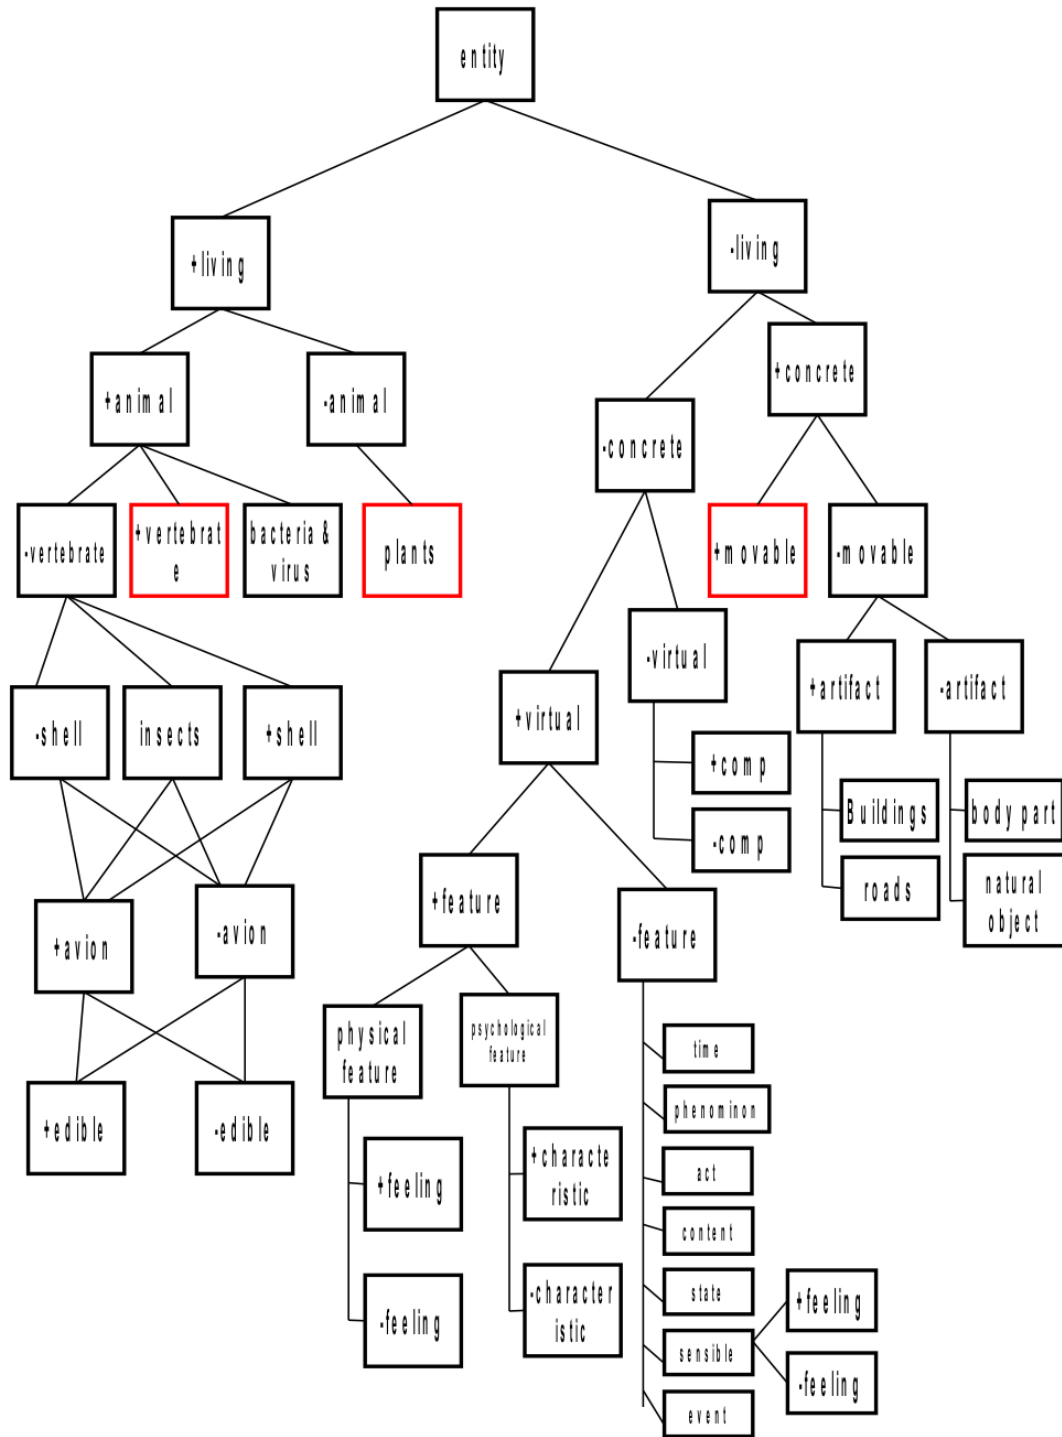 entity
+living
-living
+concrete
+animal
-animal
-concrete
-vertebrate
+vertebrat
e
bacteria &
virus
plants
+movable
-movable
-virtual
+artifact
-artifact
-shell
insects
+shell
+virtual
+comp
-comp
Buildings
roads
body part
natural
object
+avion
-avion
+feature
-feature
physical
feature
psychological
feature
+edible
-edible
+feeling
-feeling
+characte
ristic
-character
istic
time
phenominon
act
content
state
sensible
event
+feeling
-feeling